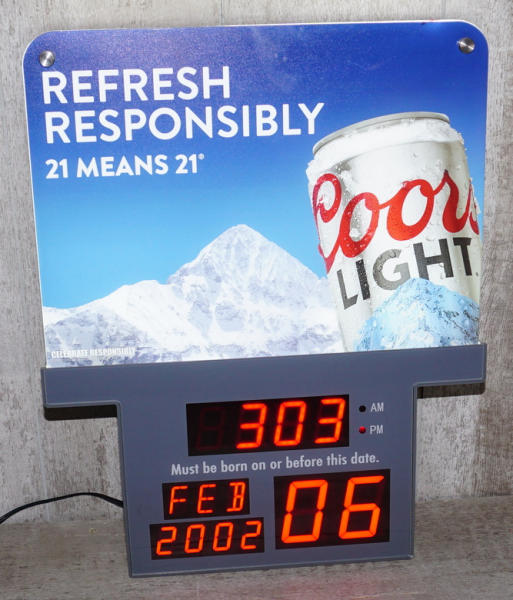 REFRESH
RESPONSIBLY
21 MEANS 21®
Coors
LIGHT.
CELEBRATE RESPONSIBLY
303
AM
PM
Must be born on or before this date.
FEB
2002
06